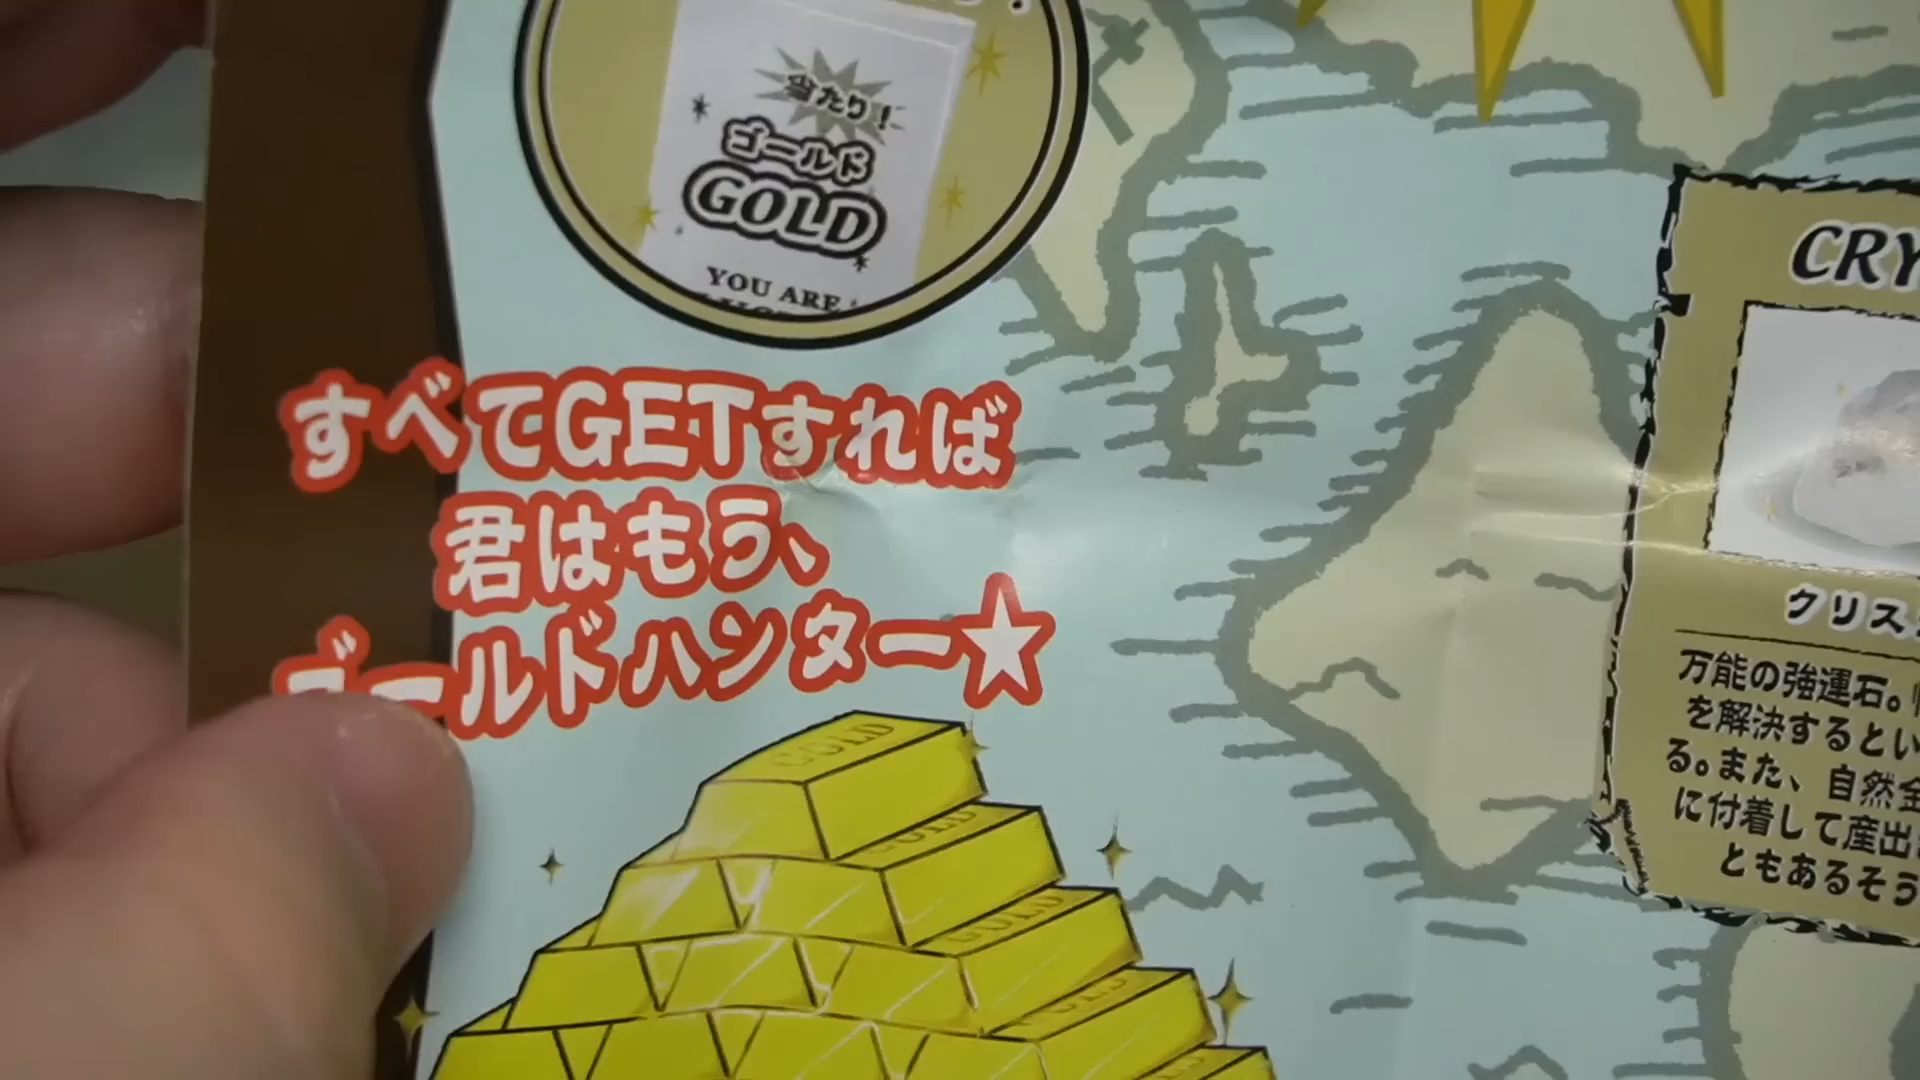 当たり!
ゴールド
GOLD
YOU ARE
すべてGETすれば
君はもう、
ゴールドハンター★
GOLD
GOLD
GOLD
GOLD
CRY
クリス
万能の強運石。
を解決するとい
る。また、自然金
に付着して産出
ともあるそう